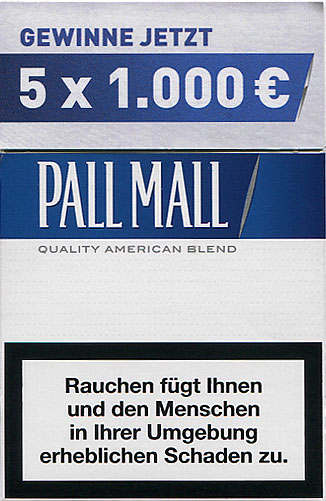 GEWINNE JETZT
5 x 1.000 €
PALL MALL
QUALITY AMERICAN BLEND
Rauchen fügt Ihnen
und den Menschen
in Ihrer Umgebung
erheblichen Schaden zu.